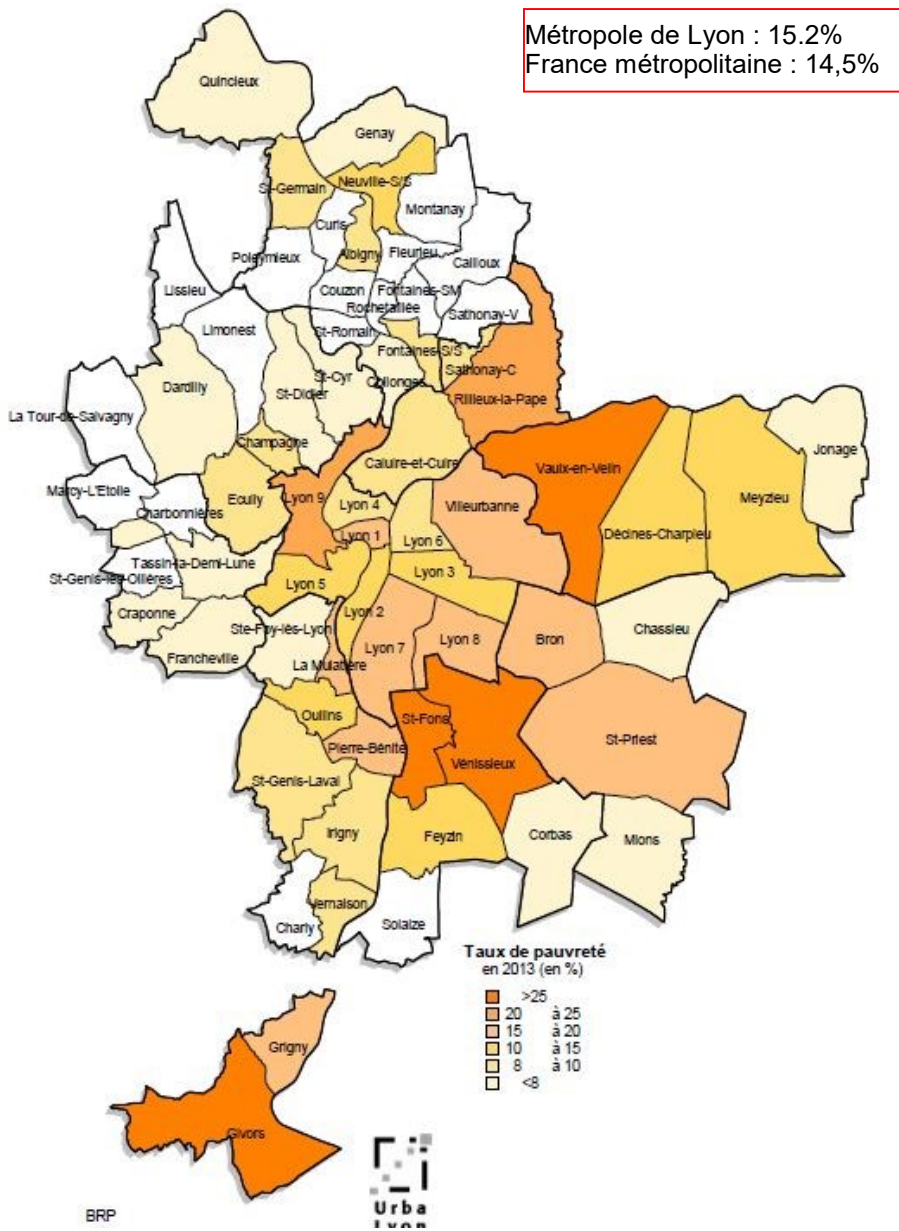 Métropole de Lyon : 15.2%
France métropolitaine : 14,5%
Quincieux
Genay
St-Germain
Neuville-S/S
Montanay
Curis
Albigny
Fleurieu
Poleymieux
Cailloux
Lissieu
Couzon
Fontaines-SM
Rochetaillée
Sathonay-V
Limonest
St-Romain
Fontaines-S/S
Sathonay-C
Dardilly
St-Cyr
Collonges
St-Didier
Rillieux-la-Pape
La Tour-de-Salvagny
Champagne
Caluire-et-Cuire
Vaulx-en-Velin
Jonage
Marcy-L'Etoile
Ecully
Lyon 9
Villeurbanne
Meyzieu
Charbonnières
Lyon 4
Lyon 1
Lyon 6
Décines-Charpieu
Tassin-la-Demi-Lune
St-Genis-les-Ollières
Lyon 5
Lyon 3
Craponne
Lyon 2
Ste-Foy-lès-Lyon
Chassieu
Francheville
La Mulatière
Lyon 7
Lyon 8
Bron
Oullins
St-Fons
St-Priest
Pierre-Bénite
Vénissieux
St-Genis-Laval
Irigny
Feyzin
Corbas
Mions
Vernaison
Charly
Solaize
Taux de pauvreté
en 2013 (en %)
>25
20 à 25
15 à 20
10 à 15
8 à 10
<8
Grigny
Givors
Urba
Lyon
BRP